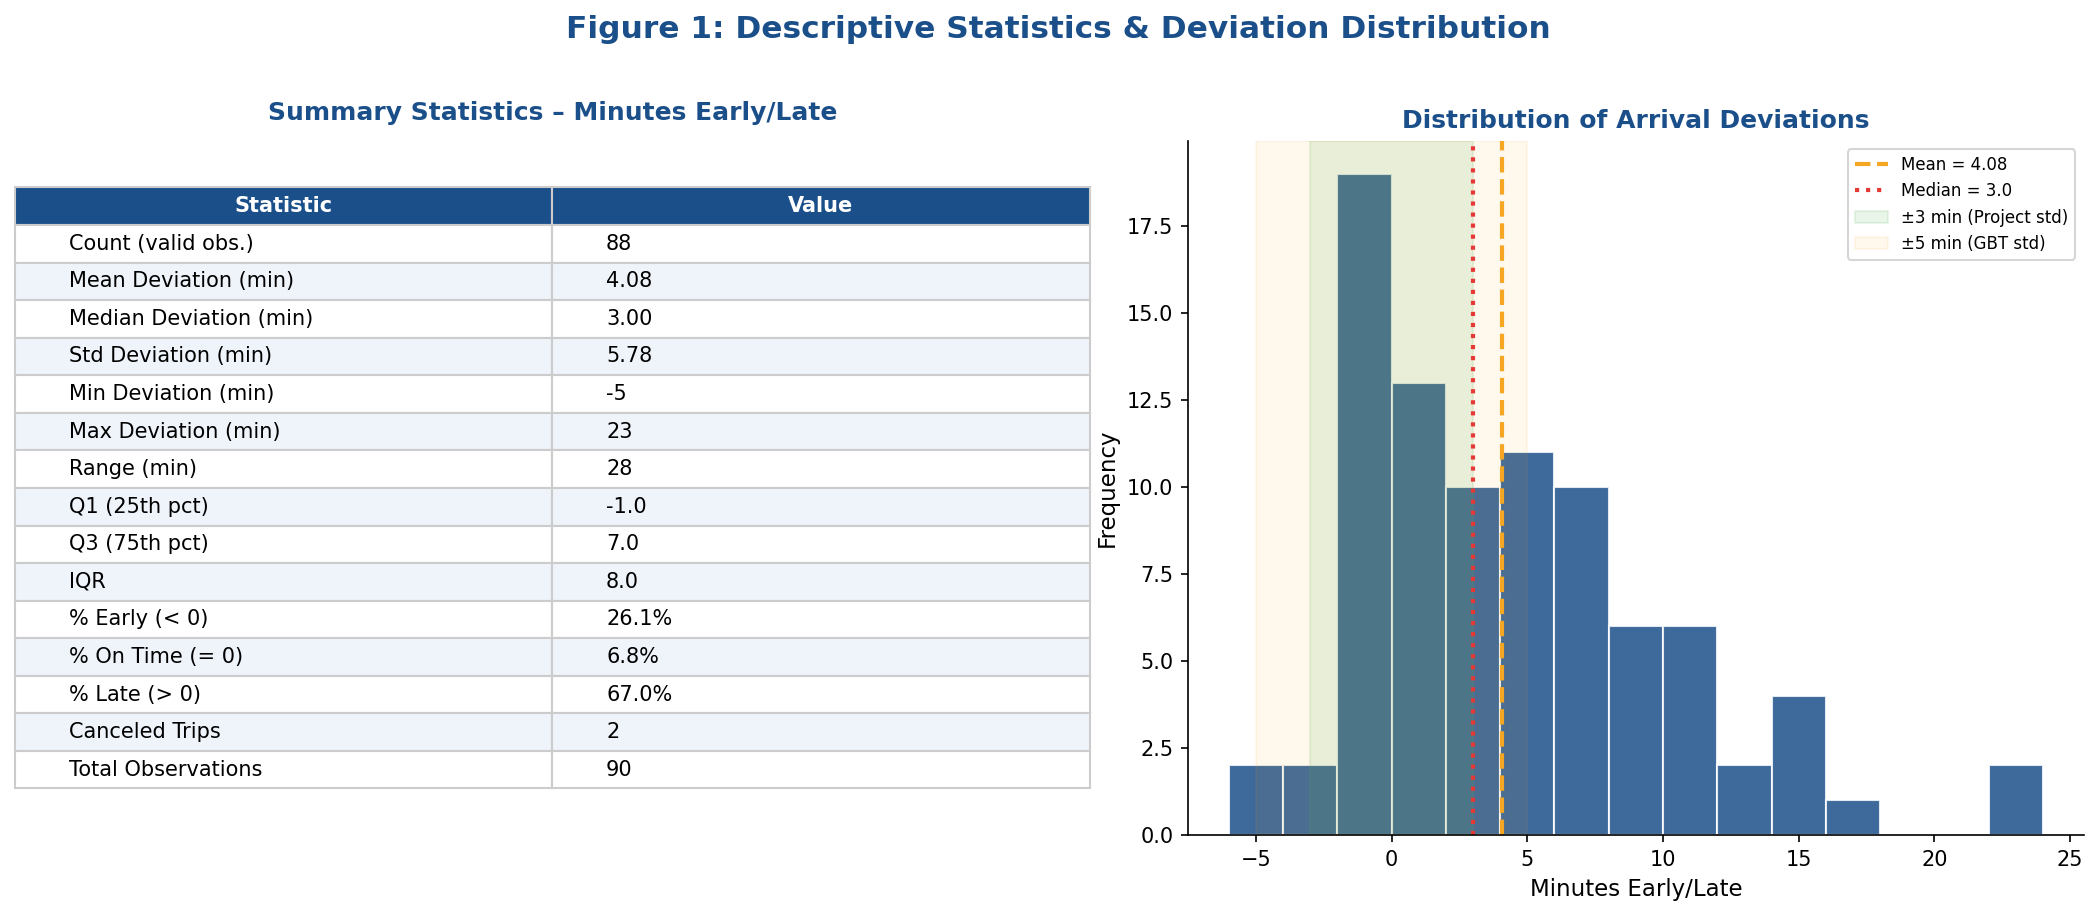 Figure 1: Descriptive Statistics & Deviation Distribution
Summary Statistics – Minutes Early/Late
Statistic Value
Count (valid obs.) 88
Mean Deviation (min) 4.08
Median Deviation (min) 3.00
Std Deviation (min) 5.78
Min Deviation (min) -5
Max Deviation (min) 23
Range (min) 28
Q1 (25th pct) -1.0
Q3 (75th pct) 7.0
IQR 8.0
% Early (< 0) 26.1%
% On Time (= 0) 6.8%
% Late (> 0) 67.0%
Canceled Trips 2
Total Observations 90
Distribution of Arrival Deviations
Mean = 4.08
Median = 3.0
±3 min (Project std)
±5 min (GBT std)
Frequency
17.5
15.0
12.5
10.0
7.5
5.0
2.5
0.0
−5 0 5 10 15 20 25
Minutes Early/Late